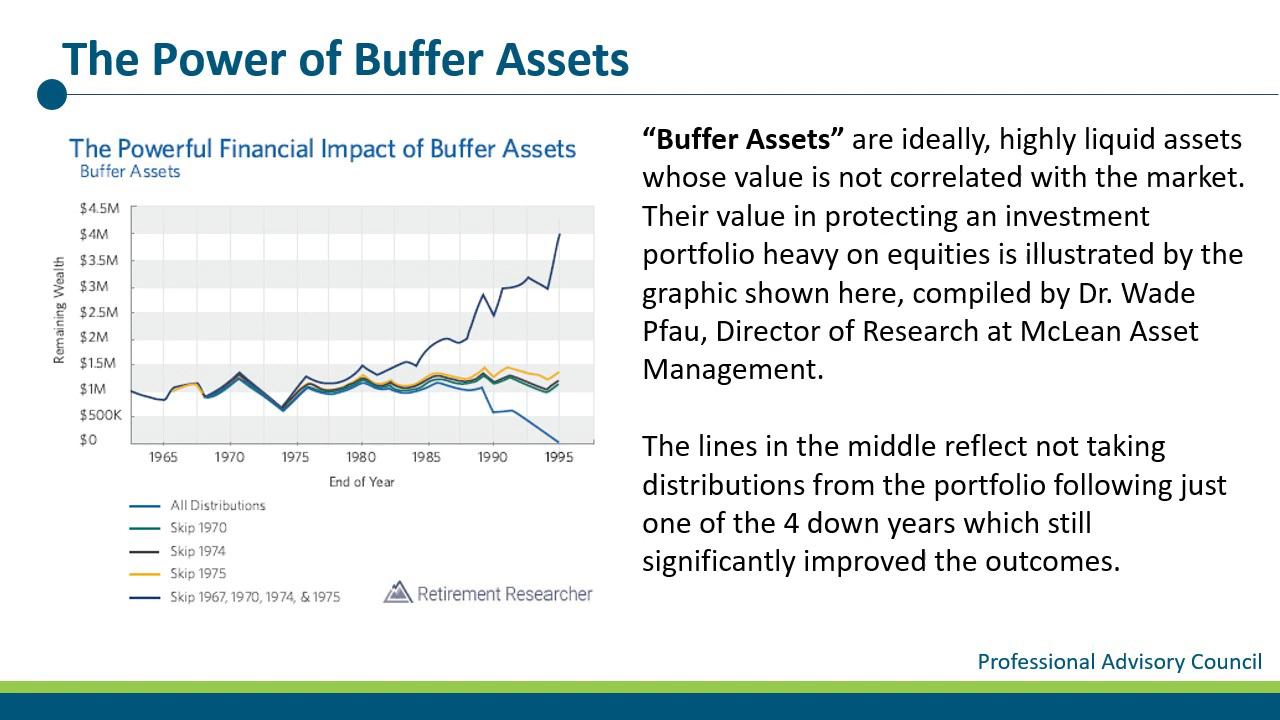 The Power of Buffer Assets
The Powerful Financial Impact of Buffer Assets
Buffer Assets
$4.5M
$4M
$3.5M
$3M
$2.5M
$2M
$1.5M
$1M
$500K
$0
Remaining Wealth
1965 1970 1975 1980 1985 1990 1995
End of Year
All Distributions
Skip 1970
Skip 1974
Skip 1975
Skip 1967, 1970, 1974, & 1975
Retirement Researcher
“Buffer Assets” are ideally, highly liquid assets
whose value is not correlated with the market.
Their value in protecting an investment
portfolio heavy on equities is illustrated by the
graphic shown here, compiled by Dr. Wade
Pfau, Director of Research at McLean Asset
Management.
The lines in the middle reflect not taking
distributions from the portfolio following just
one of the 4 down years which still
significantly improved the outcomes.
Professional Advisory Council